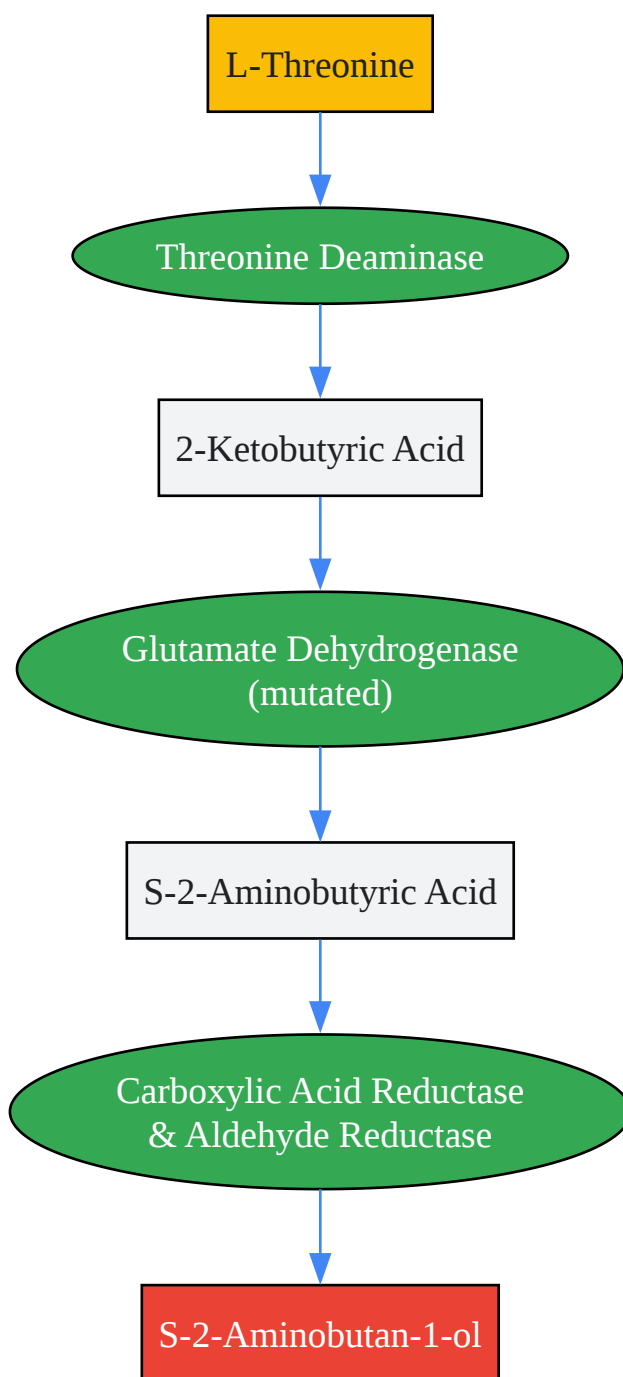 L-Threonine
Threonine Deaminase
2-Ketobutyric Acid
Glutamate Dehydrogenase
(mutated)
S-2-Aminobutyric Acid
Carboxylic Acid Reductase
& Aldehyde Reductase
S-2-Aminobutan-1-ol